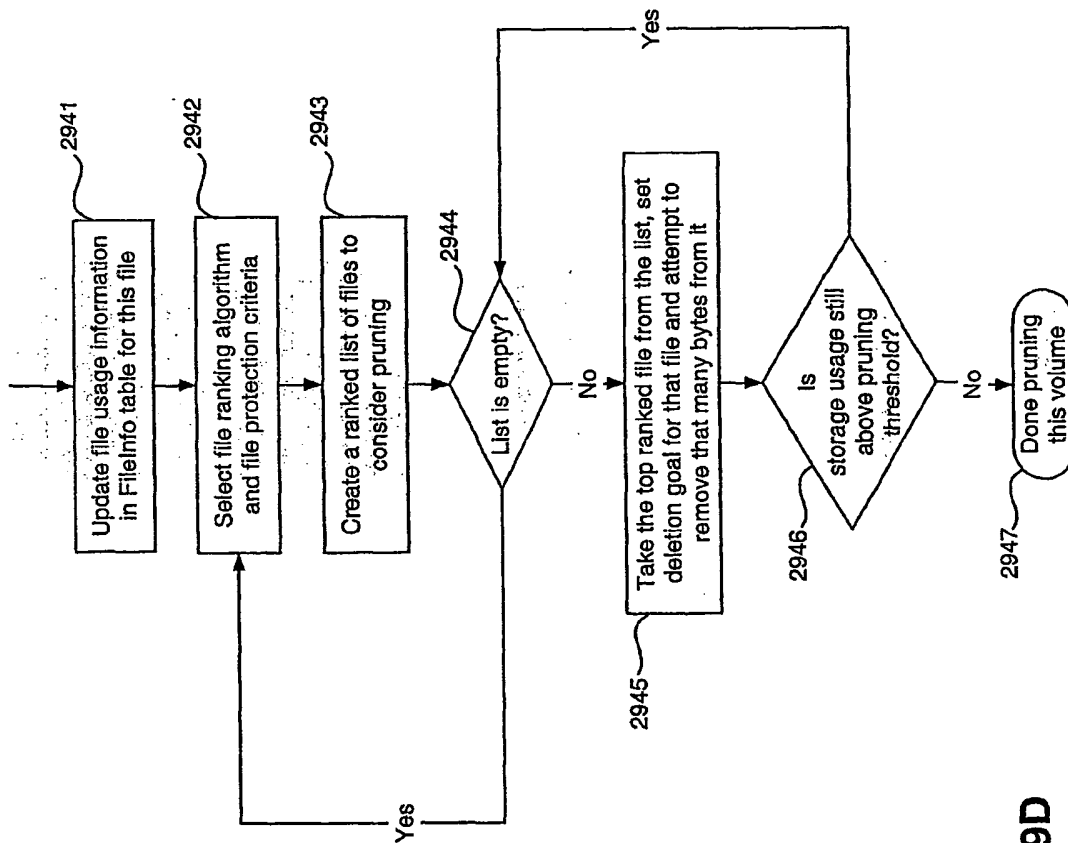 2941
Update file usage information
in FileInfo table for this file
2942
Select file ranking algorithm
and file protection criteria
2943
Create a ranked list of files to
consider pruning
2944
List is empty?
Yes
No
Yes
2945
Take the top ranked file from the list, set
deletion goal for that file and attempt to
remove that many bytes from it
2946
Is
storage usage still
above pruning
threshold?
No
2947
Done pruning
this volume
9D